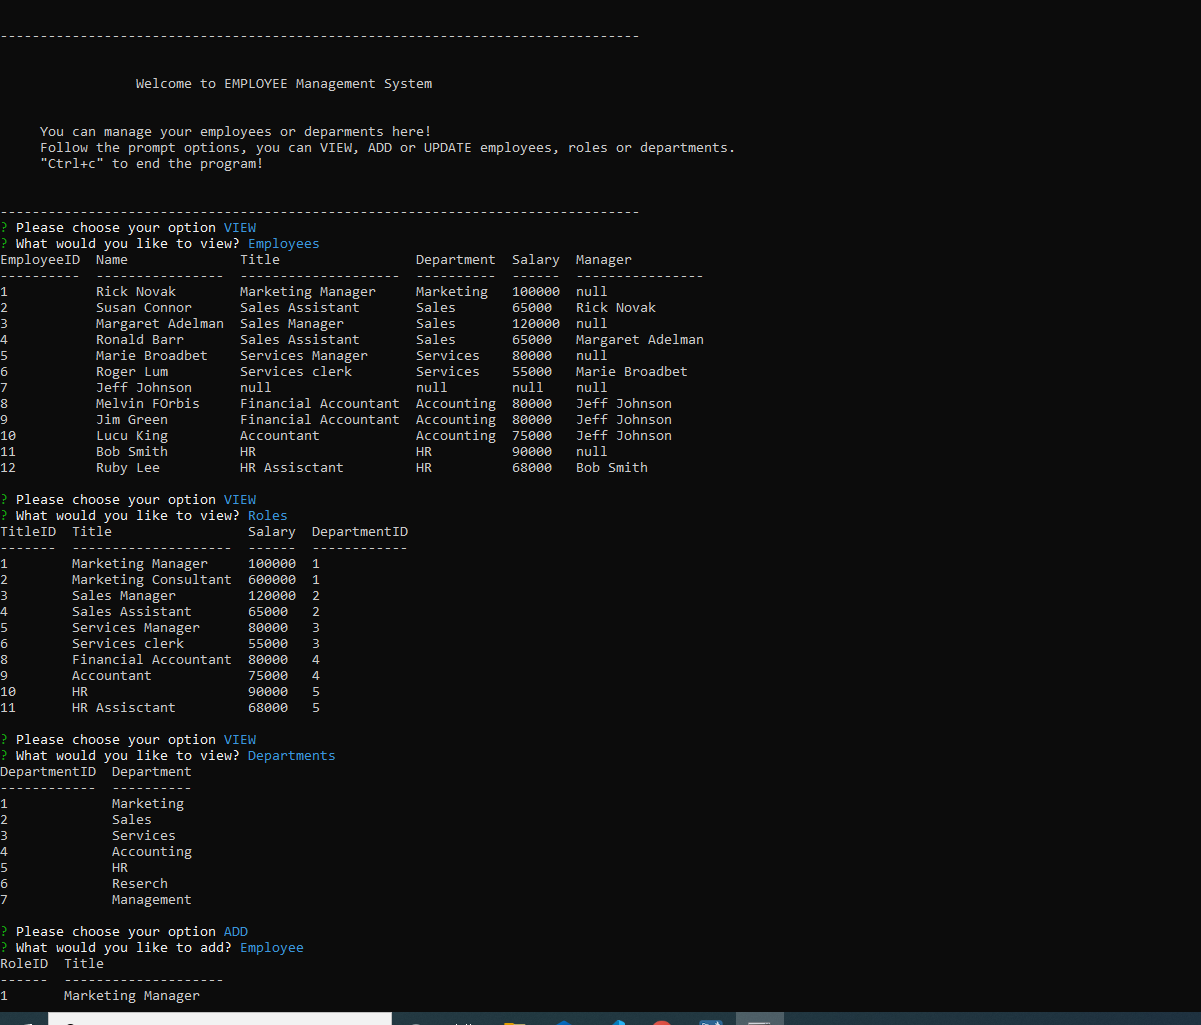 --------------------------------------------------------------------------------
Welcome to EMPLOYEE Management System
You can manage your employees or deparments here!
Follow the prompt options, you can VIEW, ADD or UPDATE employees, roles or departments.
"Ctrl+c" to end the program!
--------------------------------------------------------------------------------
? Please choose your option VIEW
? What would you like to view? Employees
EmployeeID  Name              Title                 Department  Salary  Manager
----------  ----------------  --------------------  ----------  ------  ----------------
1           Rick Novak        Marketing Manager     Marketing   100000  null
2           Susan Connor      Sales Assistant       Sales       65000   Rick Novak
3           Margaret Adelman  Sales Manager         Sales       120000  null
4           Ronald Barr       Sales Assistant       Sales       65000   Margaret Adelman
5           Marie Broadbet    Services Manager      Services    80000   null
6           Roger Lum         Services clerk        Services    55000   Marie Broadbet
7           Jeff Johnson      null                  null        null    null
8           Melvin FOrbis     Financial Accountant  Accounting  80000   Jeff Johnson
9           Jim Green         Financial Accountant  Accounting  80000   Jeff Johnson
10          Lucu King         Accountant            Accounting  75000   Jeff Johnson
11          Bob Smith         HR                    HR          90000   null
12          Ruby Lee          HR Assisctant         HR          68000   Bob Smith
? Please choose your option VIEW
? What would you like to view? Roles
TitleID  Title                 Salary  DepartmentID
-------  --------------------  ------  ------------
1        Marketing Manager     100000  1
2        Marketing Consultant  600000  1
3        Sales Manager         120000  2
4        Sales Assistant       65000   2
5        Services Manager      80000   3
6        Services clerk        55000   3
8        Financial Accountant  80000   4
9        Accountant            75000   4
10       HR                    90000   5
11       HR Assisctant         68000   5
? Please choose your option VIEW
? What would you like to view? Departments
DepartmentID  Department
------------  ----------
1             Marketing
2             Sales
3             Services
4             Accounting
5             HR
6             Reserch
7             Management
? Please choose your option ADD
? What would you like to add? Employee
RoleID  Title
------  --------------------
1       Marketing Manager